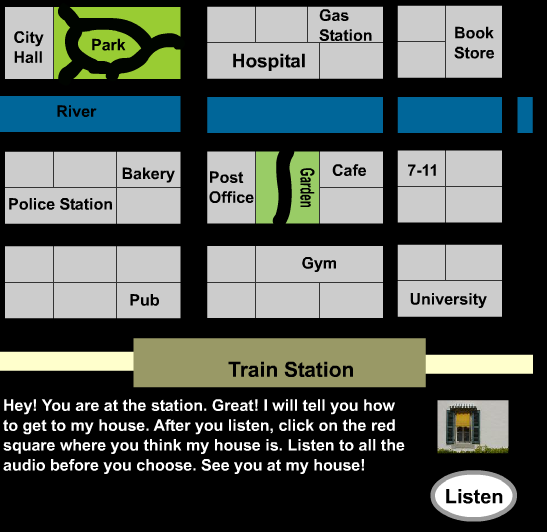 City
Hall
Park
Gas
Station
Hospital
Book
Store
River
Bakery
Police Station
Post
Office
Garden
Cafe
7-11
Pub
Gym
University
Train Station
Hey! You are at the station. Great! I will tell you how
to get to my house. After you listen, click on the red
square where you think my house is. Listen to all the
audio before you choose. See you at my house!
Listen